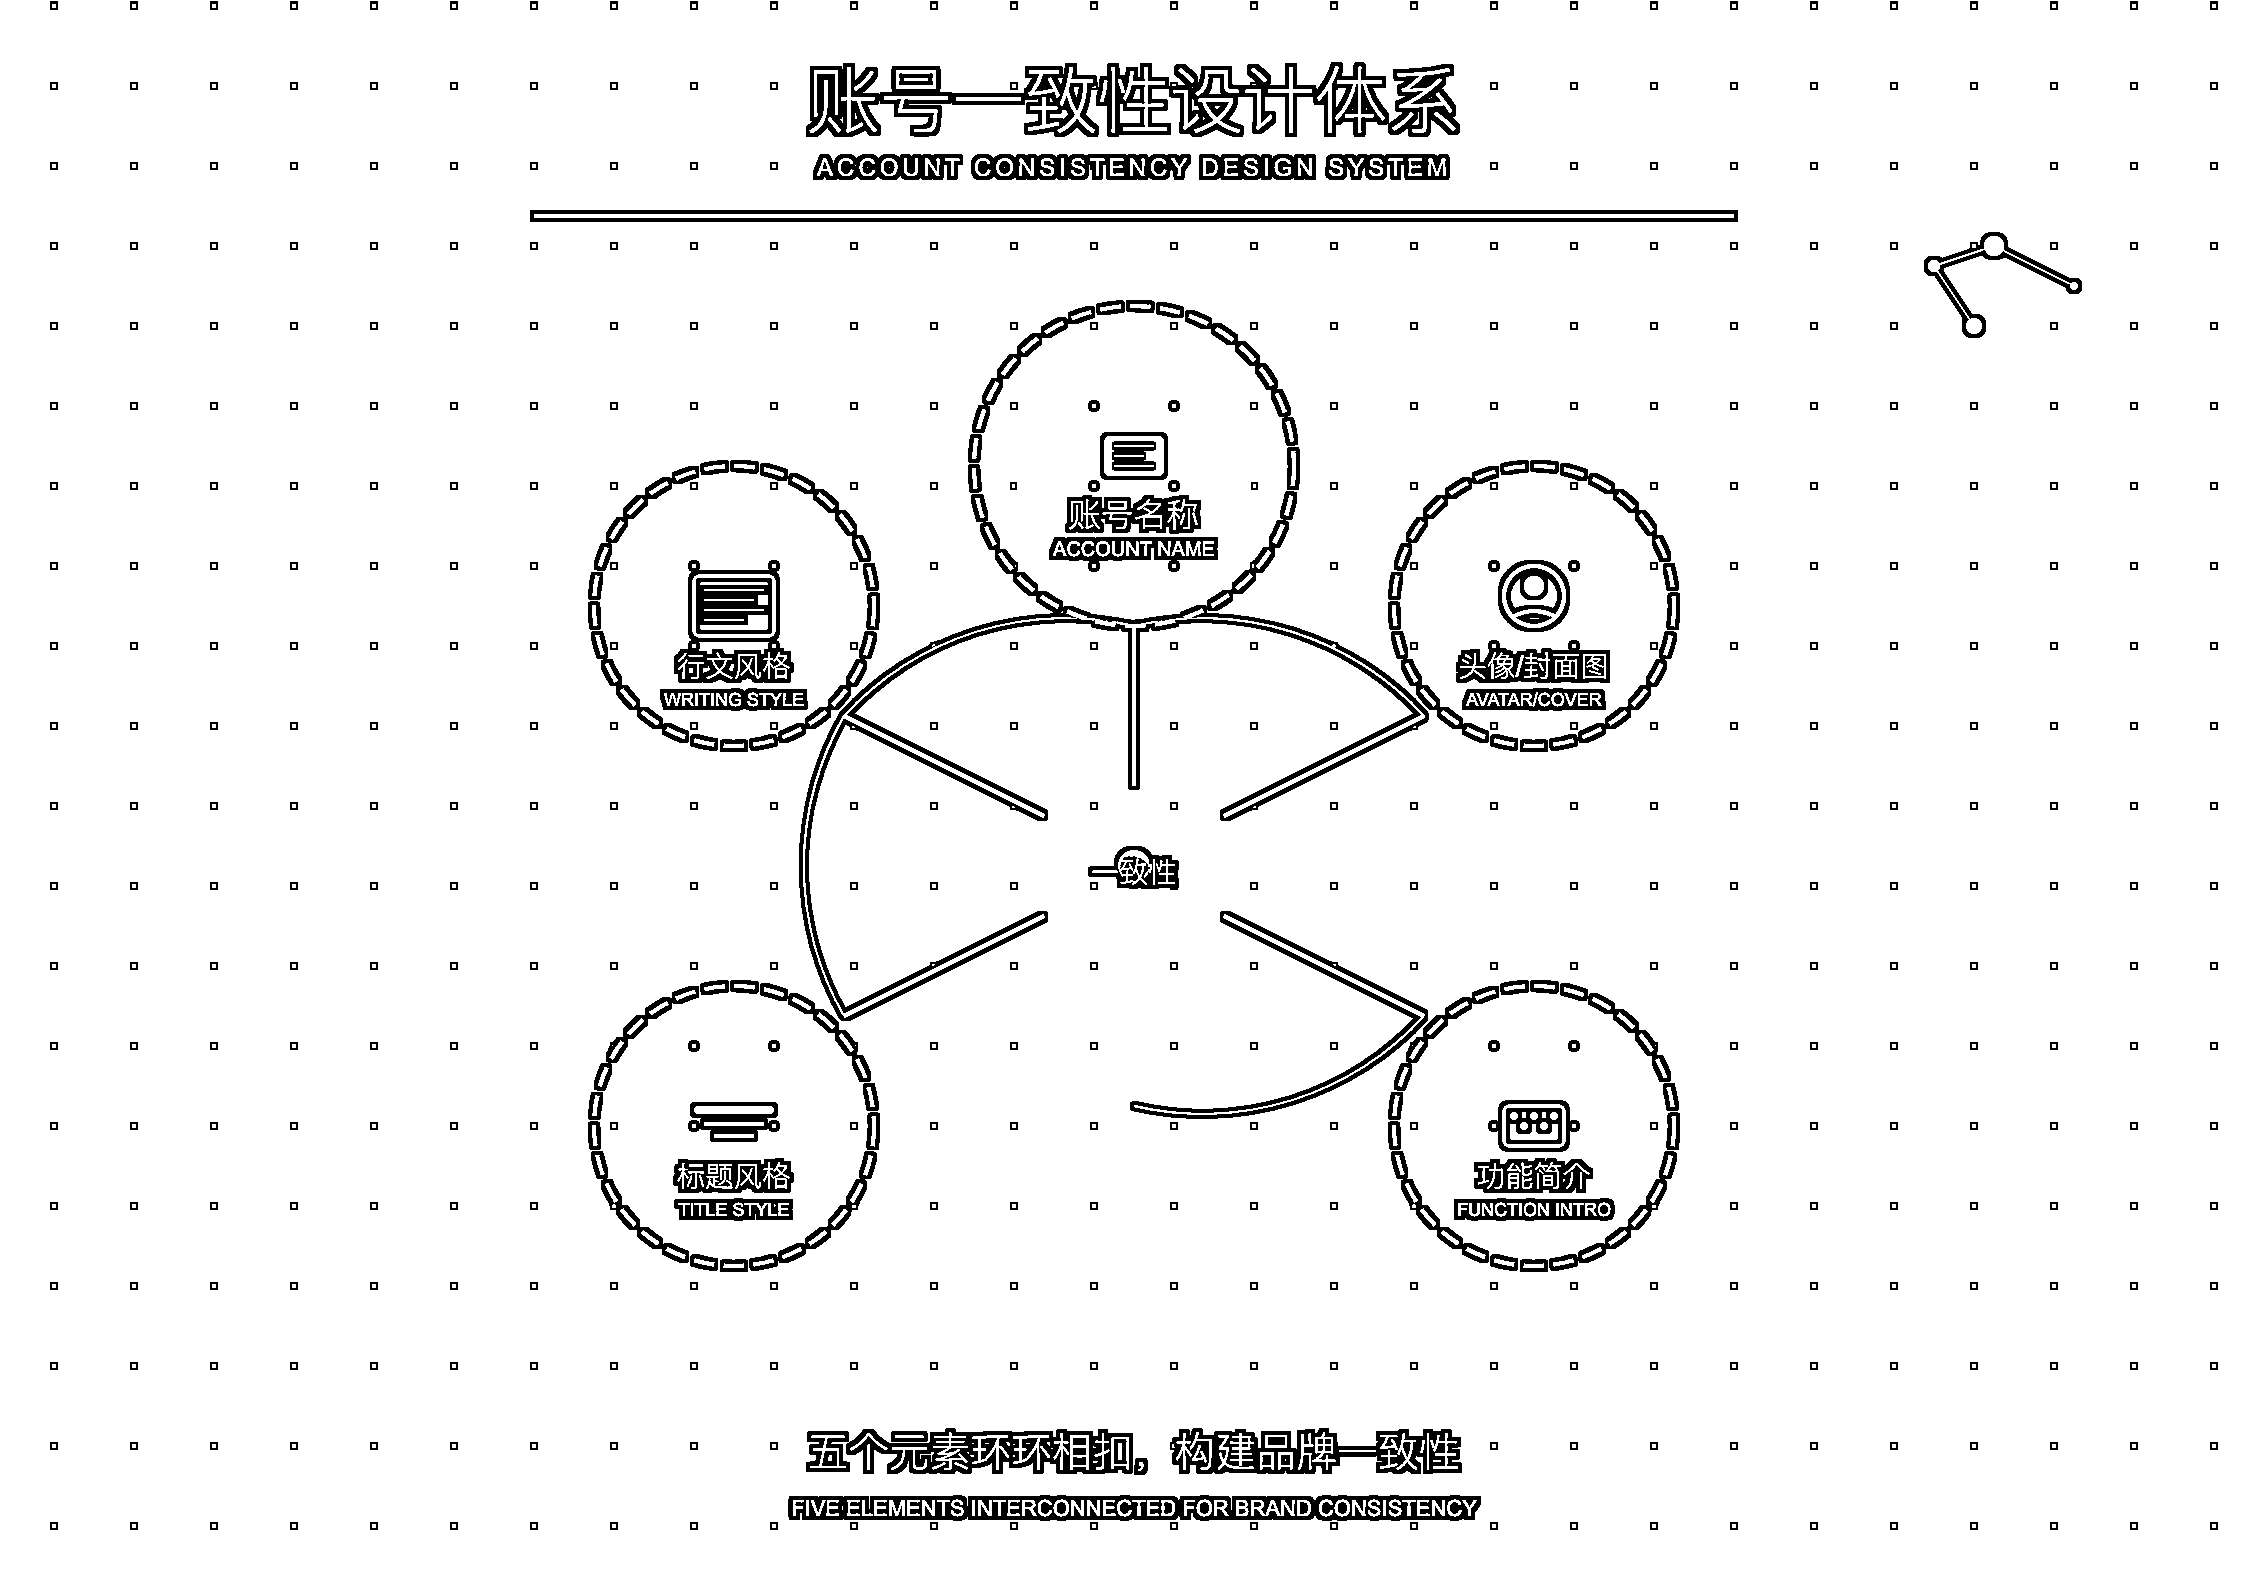 账号一致性设计体系
ACCOUNT CONSISTENCY DESIGN SYSTEM
账号名称
ACCOUNT NAME
行文风格
WRITING STYLE
头像/封面图
AVATAR/COVER
一致性
标题风格
TITLE STYLE
功能简介
FUNCTION INTRO
五个元素环环相扣，构建品牌一致性
FIVE ELEMENTS INTERCONNECTED FOR BRAND CONSISTENCY